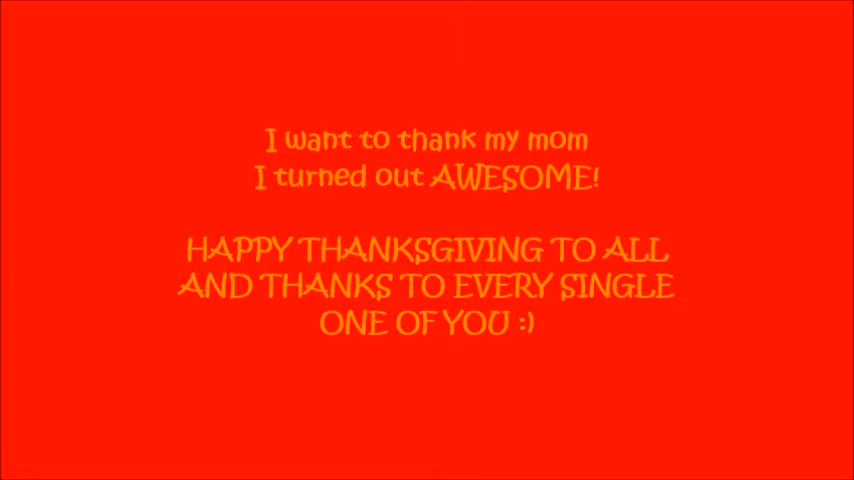 I want to thank my mom
I turned out AWESOME!
HAPPY THANKSGIVING TO ALL
AND THANKS TO EVERY SINGLE
ONE OF YOU :)